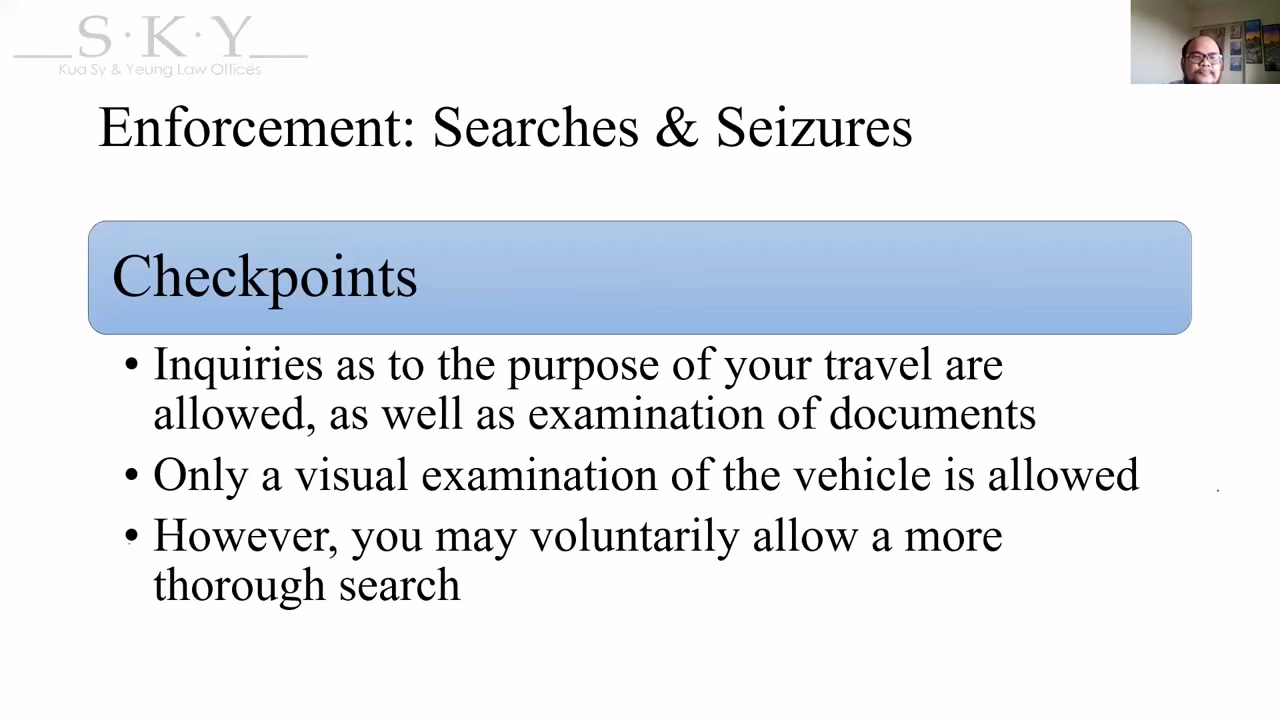 S·K·Y
Kua Sy & Yeung Law Offices
Enforcement: Searches & Seizures
Checkpoints
• Inquiries as to the purpose of your travel are
allowed, as well as examination of documents
• Only a visual examination of the vehicle is allowed
• However, you may voluntarily allow a more
thorough search